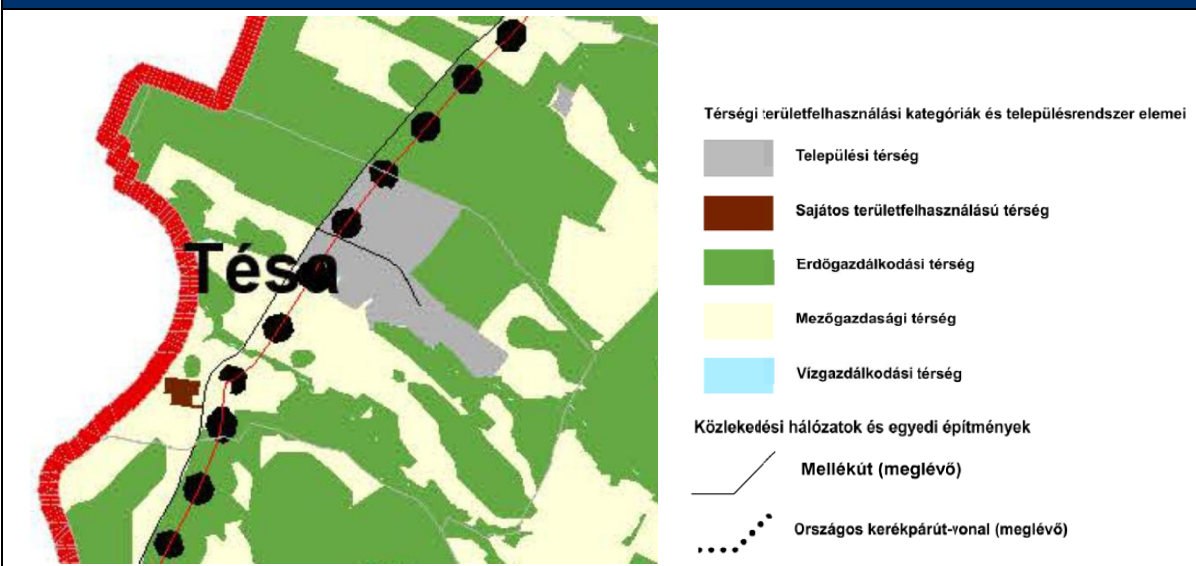 Tésa
Térségi területfelhasználási kategóriák és településrendszer elemei
Települési térség
Sajátos területfelhasználású térség
Erdőgazdálkodási térség
Mezőgazdasági térség
Vízgazdálkodási térség
Közlekedési hálózatok és egyedi építmények
Mellékút (meglévő)
Országos kerékpárút-vonal (meglévő)